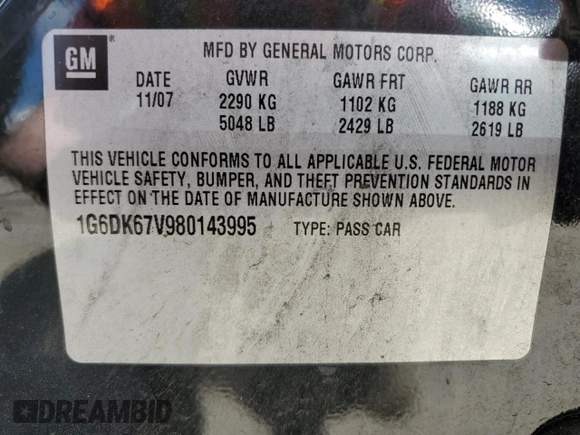 GM
MFD BY GENERAL MOTORS CORP.
DATE GVWR GAWR FRT GAWR RR
11/07 2290 KG 1102 KG 1188 KG
5048 LB 2429 LB 2619 LB
THIS VEHICLE CONFORMS TO ALL APPLICABLE U.S. FEDERAL MOTOR
VEHICLE SAFETY, BUMPER, AND THEFT PREVENTION STANDARDS IN
EFFECT ON THE DATE OF MANUFACTURE SHOWN ABOVE.
1G6DK67V980143995 TYPE: PASS CAR
DREAMBID